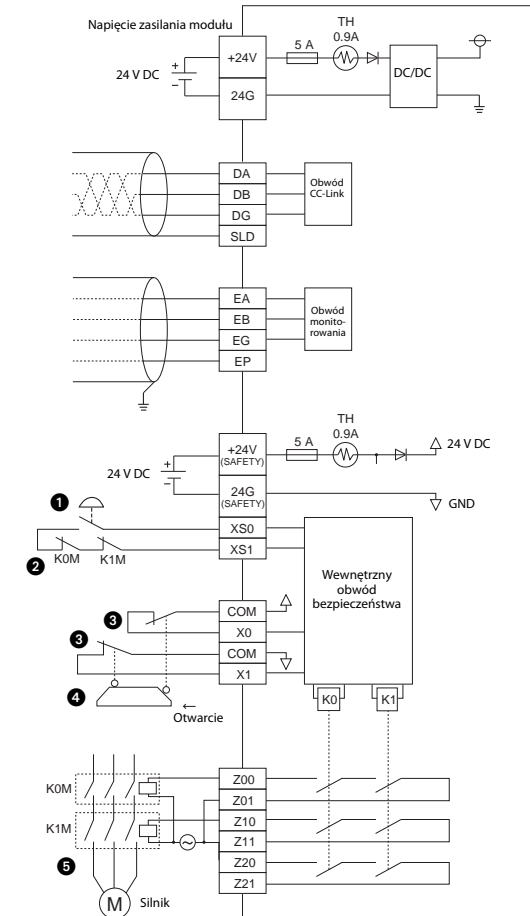 Napięcie zasilania modułu
TH
0.9A
5 A
+24V
24 V DC
DC/DC
24G
DA
DB
DG
SLD
Obwód
CC-Link
EA
EB
EG
EP
Obwód
monito-
rowania
TH
0.9A
5 A
+24V
(SAFETY)
24 V DC
24 V DC
24G
(SAFETY)
GND
1
XS0
XS1
2
K0M
K1M
Wewnętrzny
obwód
bezpieczeństwa
3
COM
X0
3
COM
X1
4
←
Otwarcie
K0
K1
K0M
K1M
Z00
Z01
Z10
Z11
Z20
Z21
5
M
Silnik